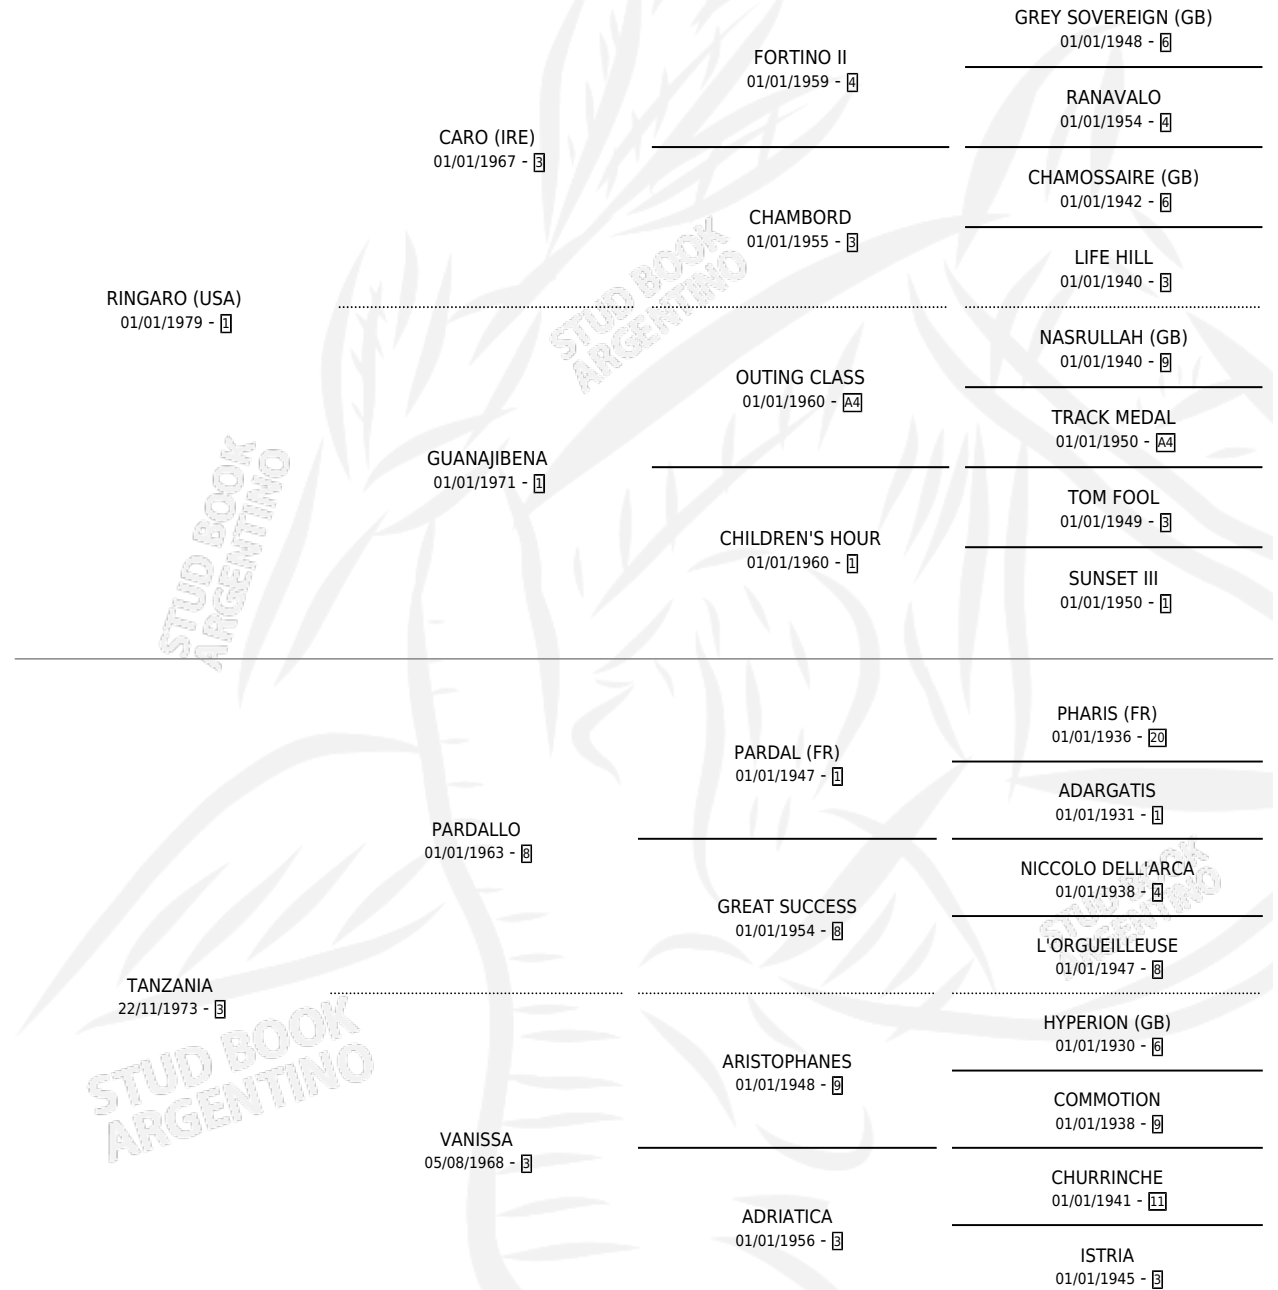 GREY SOVEREIGN (GB)
01/01/1948 - 6
FORTINO II
01/01/1959 - 4
RANAVALO
01/01/1954 - 4
CARO (IRE)
01/01/1967 - 3
CHAMOSSAIRE (GB)
01/01/1942 - 6
CHAMBORD
01/01/1955 - 3
LIFE HILL
01/01/1940 - 3
RINGARO (USA)
01/01/1979 - 1
NASRULLAH (GB)
01/01/1940 - 9
OUTING CLASS
01/01/1960 - A4
TRACK MEDAL
01/01/1950 - A4
GUANAJIBENA
01/01/1971 - 1
TOM FOOL
01/01/1949 - 3
CHILDREN'S HOUR
01/01/1960 - 1
SUNSET III
01/01/1950 - 1
PHARIS (FR)
01/01/1936 - 20
PARDAL (FR)
01/01/1947 - 1
ADARGATIS
01/01/1931 - 1
PARDALLO
01/01/1963 - 8
NICCOLO DELL'ARCA
01/01/1938 - 4
GREAT SUCCESS
01/01/1954 - 8
L'ORGUEILLEUSE
01/01/1947 - 8
TANZANIA
22/11/1973 - 3
HYPERION (GB)
01/01/1930 - 6
ARISTOPHANES
01/01/1948 - 9
COMMOTION
01/01/1938 - 9
VANISSA
05/08/1968 - 3
CHURRINCHE
01/01/1941 - 11
ADRIATICA
01/01/1956 - 3
ISTRIA
01/01/1945 - 3
STUD BOOK
ARGENTINO
STUD BOOK
ARGENTINO
STUD BOOK
ARGENTINO
STUD BOOK
ARGENTINO